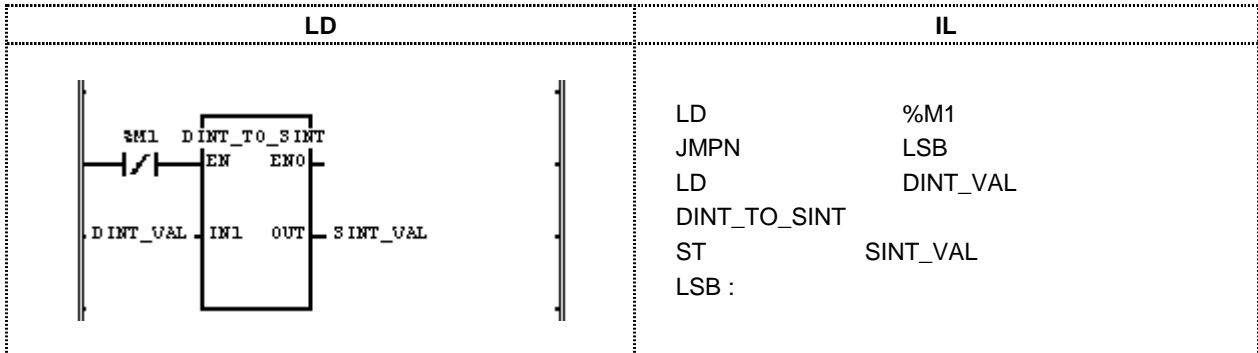 LD IL
%M1 DINT_TO_SINT
EN ENO
DINT_VAL IN1 OUT SINT_VAL
LD %M1
JMPN LSB
LD DINT_VAL
DINT_TO_SINT
ST SINT_VAL
LSB :